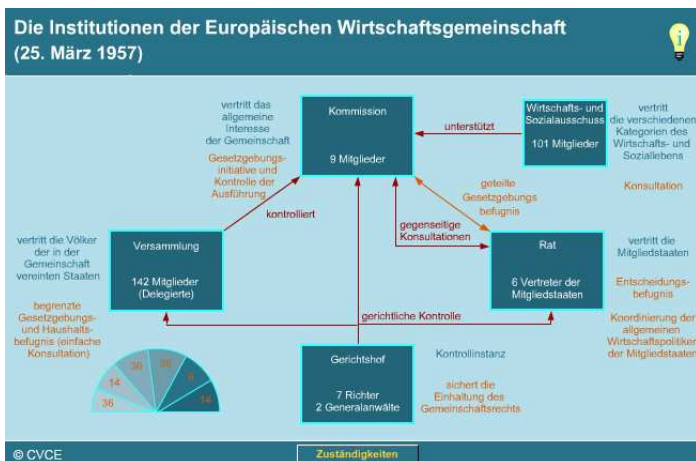 Die Institutionen der Europäischen Wirtschaftsgemeinschaft
(25. März 1957)
i
vertritt das
allgemeine
Interesse
der Gemeinschaft
Gesetzgebungs-
initiative und
Kontrolle der
Ausführung
Kommission
9 Mitglieder
unterstützt
Wirtschafts- und
Sozialausschuss
101 Mitglieder
vertritt
die verschiedenen
Kategorien des
Wirtschafts- und
Soziallebens
Konsultation
kontrolliert
geteilte
Gesetzgebungs
befugnis
gegenseitige
Konsultationen
vertritt die Völker
der in der
Gemeinschaft
vereinten Staaten
begrenzte
Gesetzgebungs-
und Haushalts-
befugnis (einfache
Konsultation)
Versammlung
142 Mitglieder
(Delegierte)
Rat
6 Vertreter der
Mitgliedstaaten
vertritt die
Mitgliedstaaten
Entscheidungs-
befugnis
Koordinierung der
allgemeinen
Wirtschaftspolitiken
der Mitgliedstaaten
gerichtliche Kontrolle
36
14
36
36
6
14
Gerichtshof
7 Richter
2 Generalanwälte
Kontrollinstanz
sichert die
Einhaltung des
Gemeinschaftsrechts
© CVCE
Zuständigkeiten